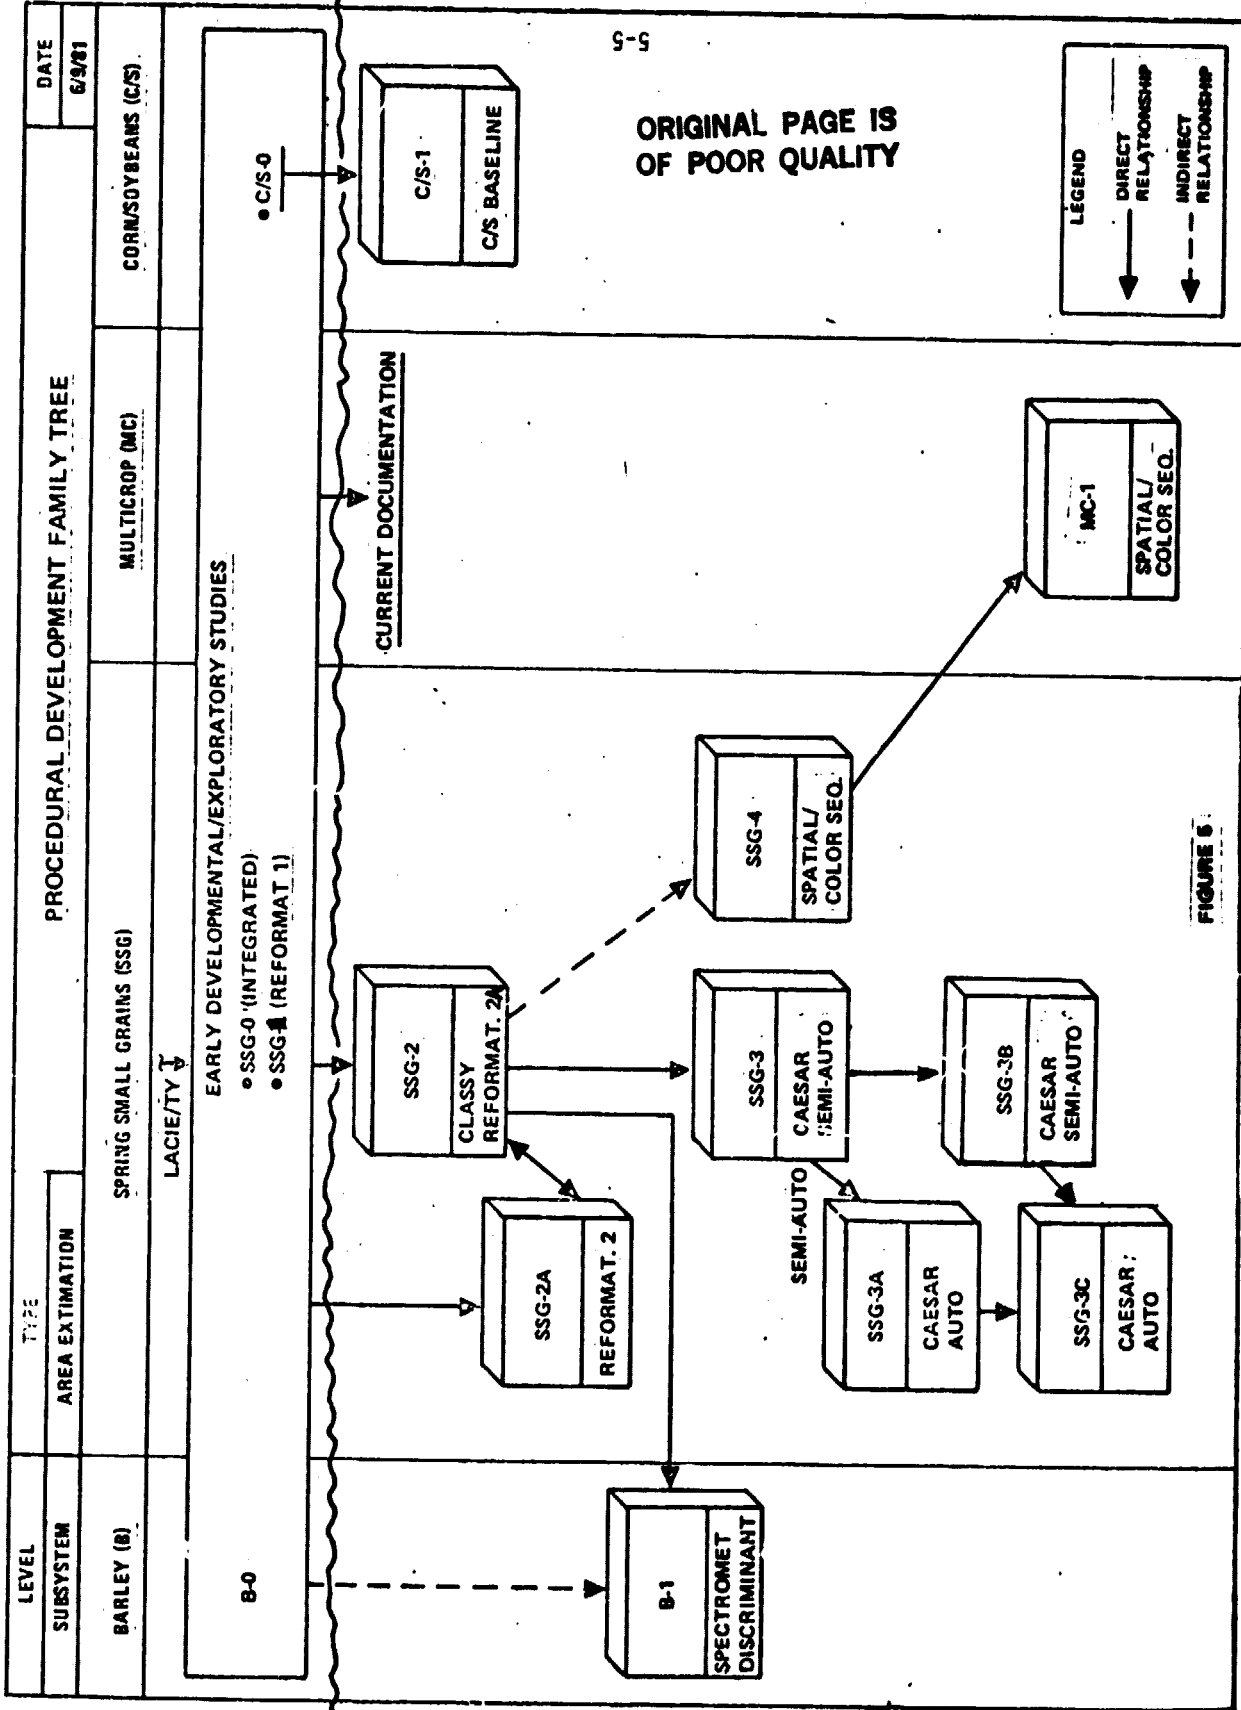 LEVEL
TYPE
PROCEDURAL DEVELOPMENT FAMILY TREE
DATE
SUBSYSTEM
AREA EXTIMATION
6/9/81
BARLEY (B)
SPRING SMALL GRAINS (SSG)
MULTICROP (MC)
CORN/SOYBEANS (C/S)
LACIE/TY
EARLY DEVELOPMENTAL/EXPLORATORY STUDIES
B-0
● SSG-0 (INTEGRATED)
● SSG-1 (REFORMAT 1)
● C/S-0
CURRENT DOCUMENTATION
SSG-2
CLASSY
REFORMAT. 2A
C/S-1
C/S BASELINE
SSG-2A
REFORMAT. 2
B-1
SPECTROMET
DISCRIMINANT
SSG-3
CAESAR
SEMI-AUTO
SSG-4
SPATIAL/
COLOR SEQ.
SEMI-AUTO
SSG-3A
CAESAR
AUTO
SSG-3B
CAESAR
SEMI-AUTO
SSG-3C
CAESAR
AUTO
MC-1
SPATIAL/
COLOR SEQ.
LEGEND
DIRECT
RELATIONSHIP
INDIRECT
RELATIONSHIP
FIGURE 5
5-5
ORIGINAL PAGE IS
OF POOR QUALITY